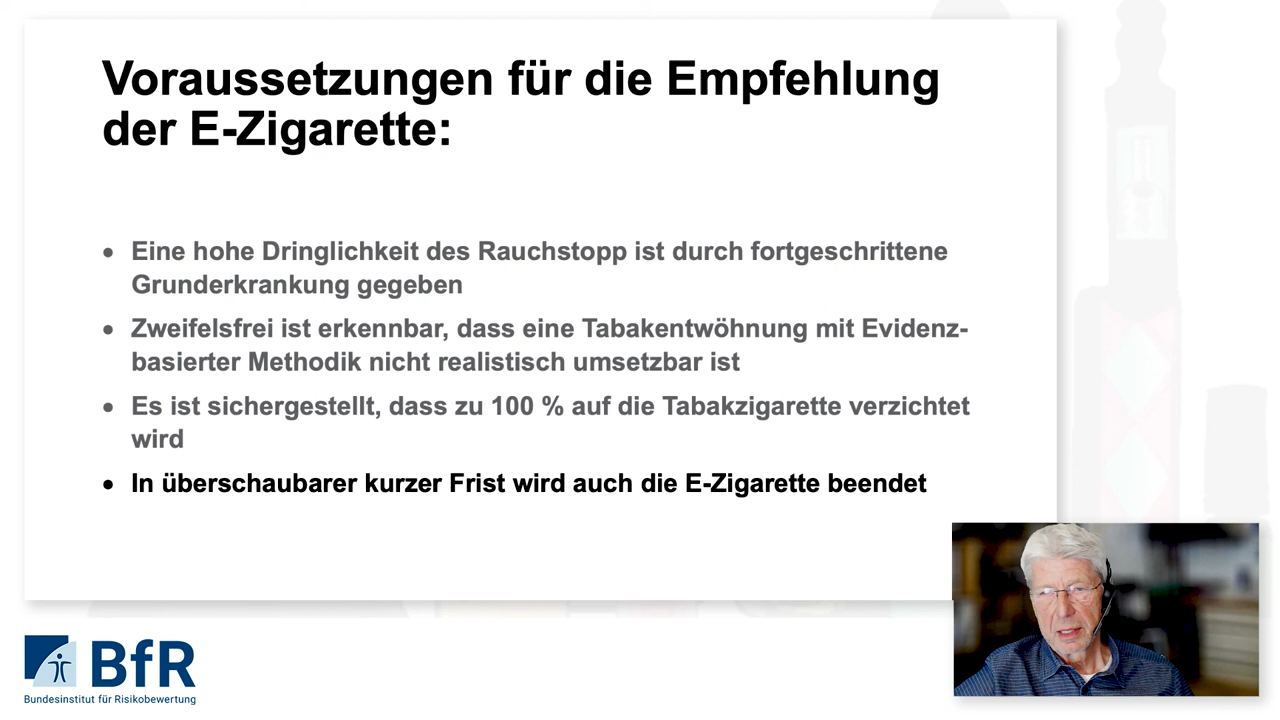 Voraussetzungen für die Empfehlung
der E-Zigarette:
• Eine hohe Dringlichkeit des Rauchstopp ist durch fortgeschrittene
Grunderkrankung gegeben
• Zweifelsfrei ist erkennbar, dass eine Tabakentwöhnung mit Evidenz-
basierter Methodik nicht realistisch umsetzbar ist
• Es ist sichergestellt, dass zu 100 % auf die Tabakzigarette verzichtet
wird
• In überschaubarer kurzer Frist wird auch die E-Zigarette beendet
BfR
Bundesinstitut für Risikobewertung